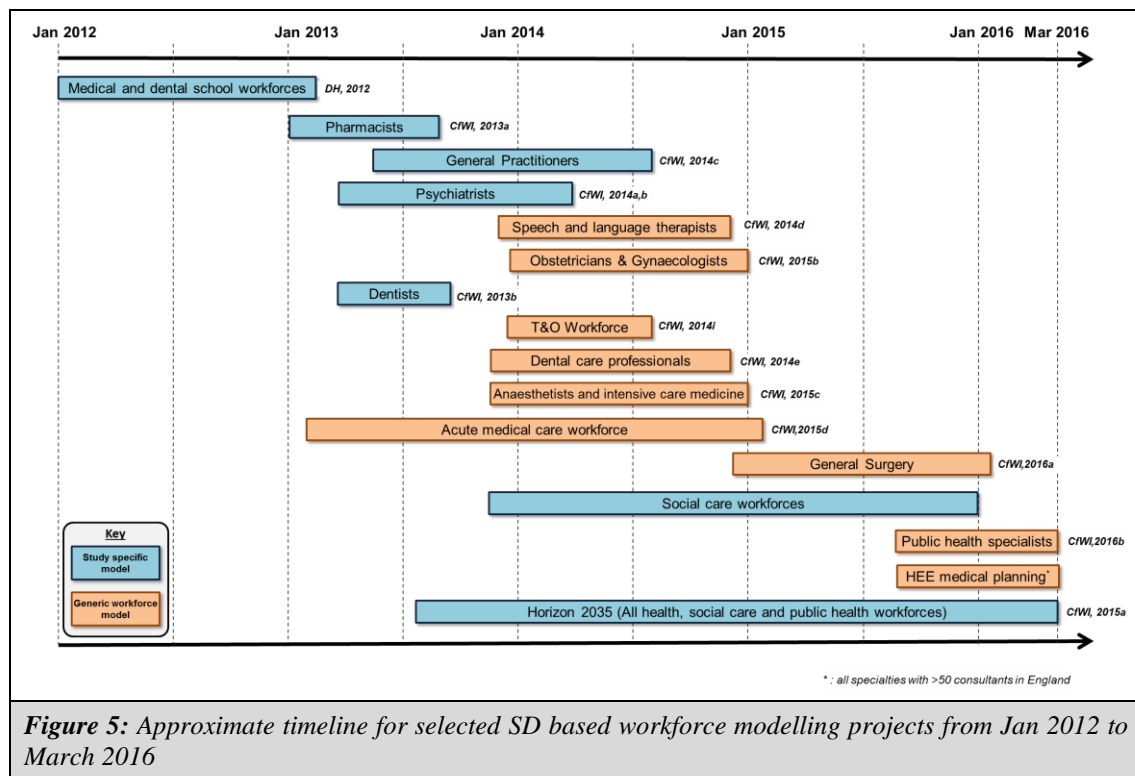 Jan 2012 Jan 2013 Jan 2014 Jan 2015 Jan 2016 Mar 2016
Medical and dental school workforces DH, 2012
Pharmacists CfWI, 2013a
General Practitioners CfWI, 2014c
Psychiatrists CfWI, 2014a,b
Speech and language therapists CfWI, 2014d
Obstetricians & Gynaecologists CfWI, 2015b
Dentists CfWI, 2013b
T&O Workforce CfWI, 2014i
Dental care professionals CfWI, 2014e
Anaesthetists and intensive care medicine CfWI, 2015c
Acute medical care workforce CfWI,2015d
General Surgery CfWI,2016a
Social care workforces
Public health specialists CfWI,2016b
HEE medical planning*
Horizon 2035 (All health, social care and public health workforces) CfWI, 2015a
Key
Study specific
model
Generic workforce
model
* : all specialties with >50 consultants in England
Figure 5: Approximate timeline for selected SD based workforce modelling projects from Jan 2012 to
March 2016